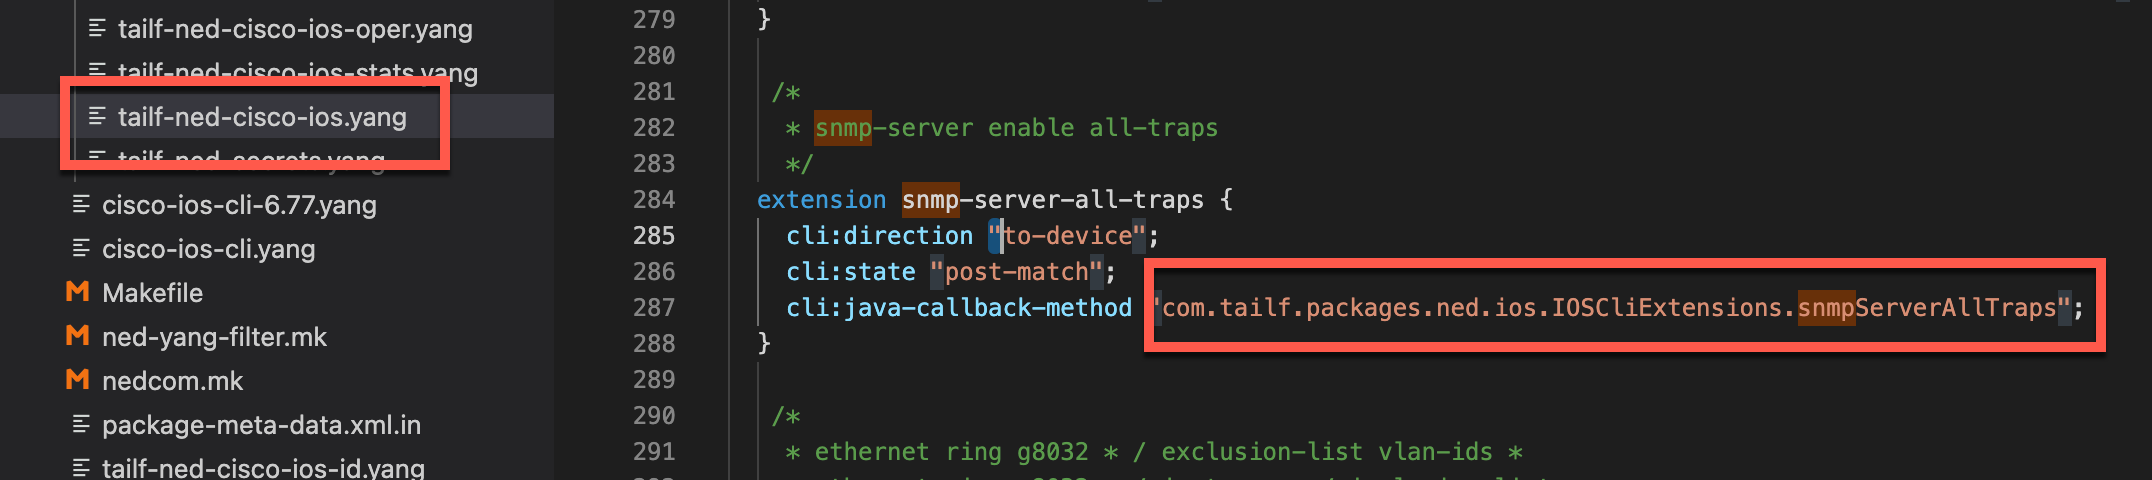 tailf-ned-cisco-ios-oper.yang
tailf-ned-cisco-ios-stats.yang
tailf-ned-cisco-ios.yang
tailf-ned-secrets.yang
cisco-ios-cli-6.77.yang
cisco-ios-cli.yang
M Makefile
M ned-yang-filter.mk
M nedcom.mk
package-meta-data.xml.in
tailf-ned-cisco-ios-id.yang
279 }
280
281 /*
282 * snmp-server enable all-traps
283 */
284 extension snmp-server-all-traps {
285 cli:direction "to-device";
286 cli:state "post-match";
287 cli:java-callback-method "com.tailf.packages.ned.ios.IOSCliExtensions.snmpServerAllTraps";
288 }
289
290 /*
291 * ethernet ring g8032 * / exclusion-list vlan-ids *